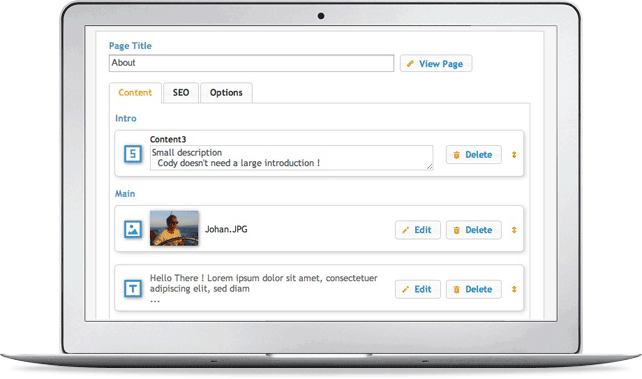 Page Title
About
View Page
Content SEO Options
Intro
Content3
S
Small description
Cody doesn't need a large introduction !
Delete
Main
Johan.JPG
Edit Delete
T
Hello There ! Lorem ipsum dolor sit amet, consectetuer
adipiscing elit, sed diam
...
Edit Delete